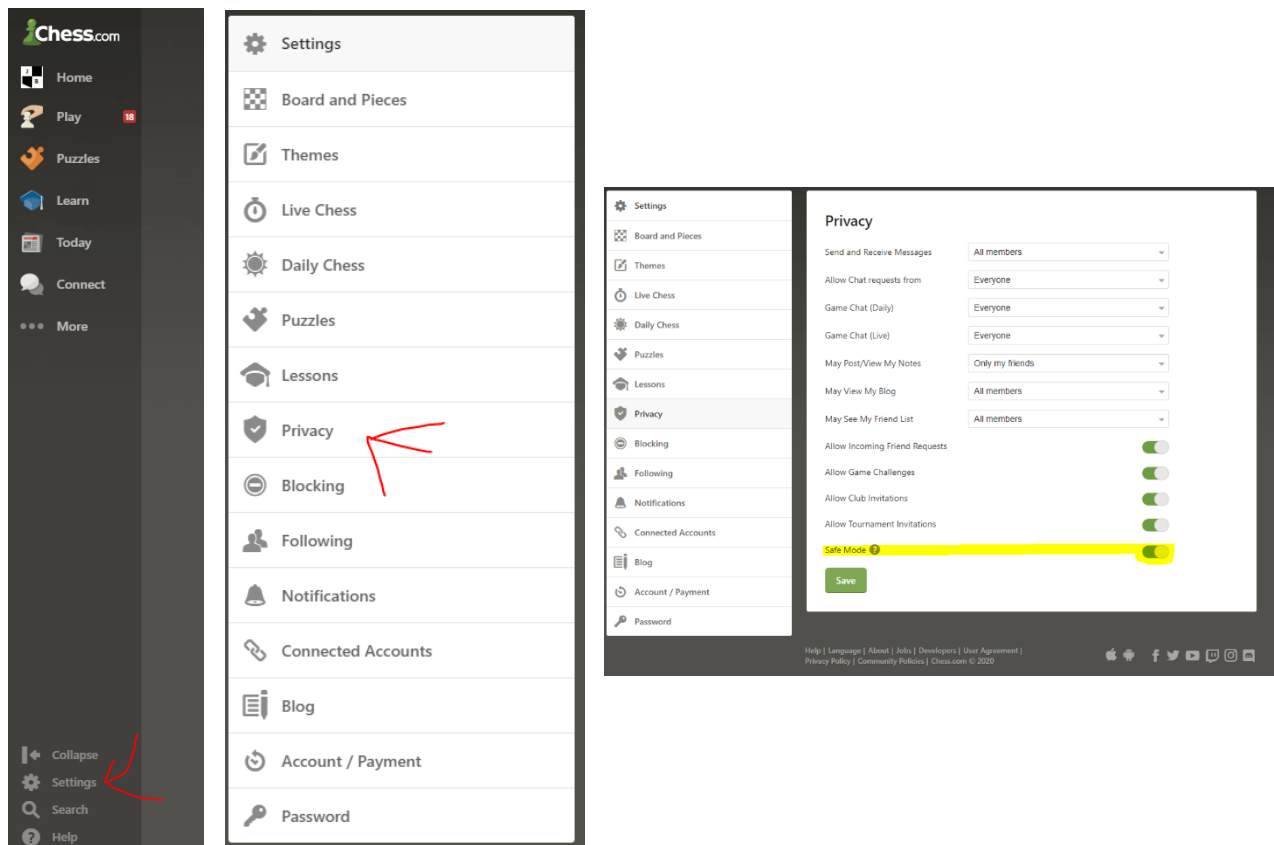 Chess.com
Home
Play 18
Puzzles
Learn
Today
Connect
More
Collapse
Settings
Search
Help
Settings
Board and Pieces
Themes
Live Chess
Daily Chess
Puzzles
Lessons
Privacy
Blocking
Following
Notifications
Connected Accounts
Blog
Account / Payment
Password
Settings
Board and Pieces
Themes
Live Chess
Daily Chess
Puzzles
Lessons
Privacy
Blocking
Following
Notifications
Connected Accounts
Blog
Account / Payment
Password
Privacy
Send and Receive Messages All members
Allow Chat requests from Everyone
Game Chat (Daily) Everyone
Game Chat (Live) Everyone
May Post/View My Notes Only my friends
May View My Blog All members
May See My Friend List All members
Allow Incoming Friend Requests
Allow Game Challenges
Allow Club Invitations
Allow Tournament Invitations
Safe Mode ?
Save
Help | Language | About | Jobs | Developers | User Agreement |
Privacy Policy | Community Policies | Chess.com © 2020